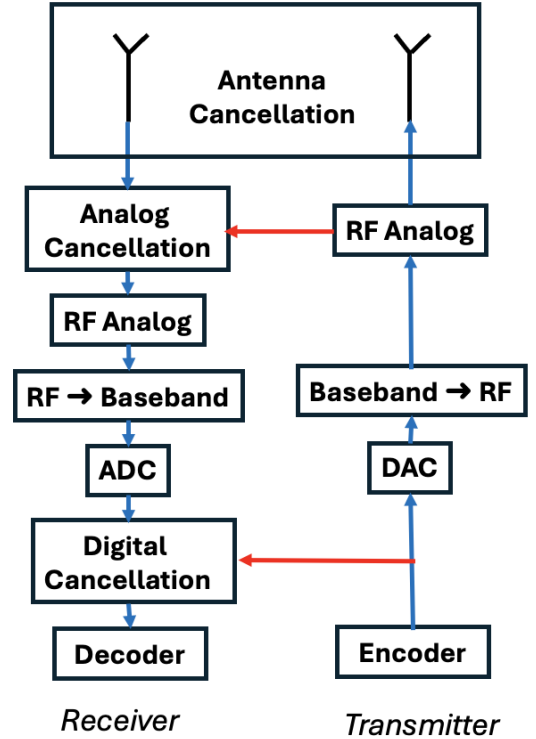 Antenna
Cancellation
Analog
Cancellation
RF Analog
RF Analog
RF → Baseband
Baseband → RF
ADC
DAC
Digital
Cancellation
Decoder
Encoder
Receiver
Transmitter